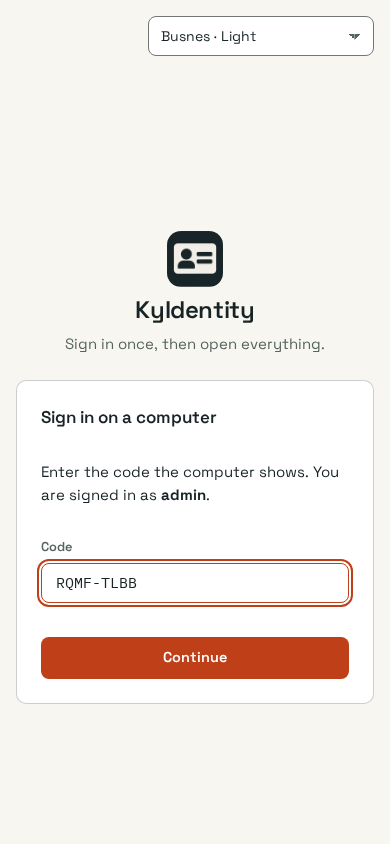 Busnes · Light
KyIdentity
Sign in once, then open everything.
Sign in on a computer
Enter the code the computer shows. You
are signed in as admin.
Code
RQMF-TLBB
Continue